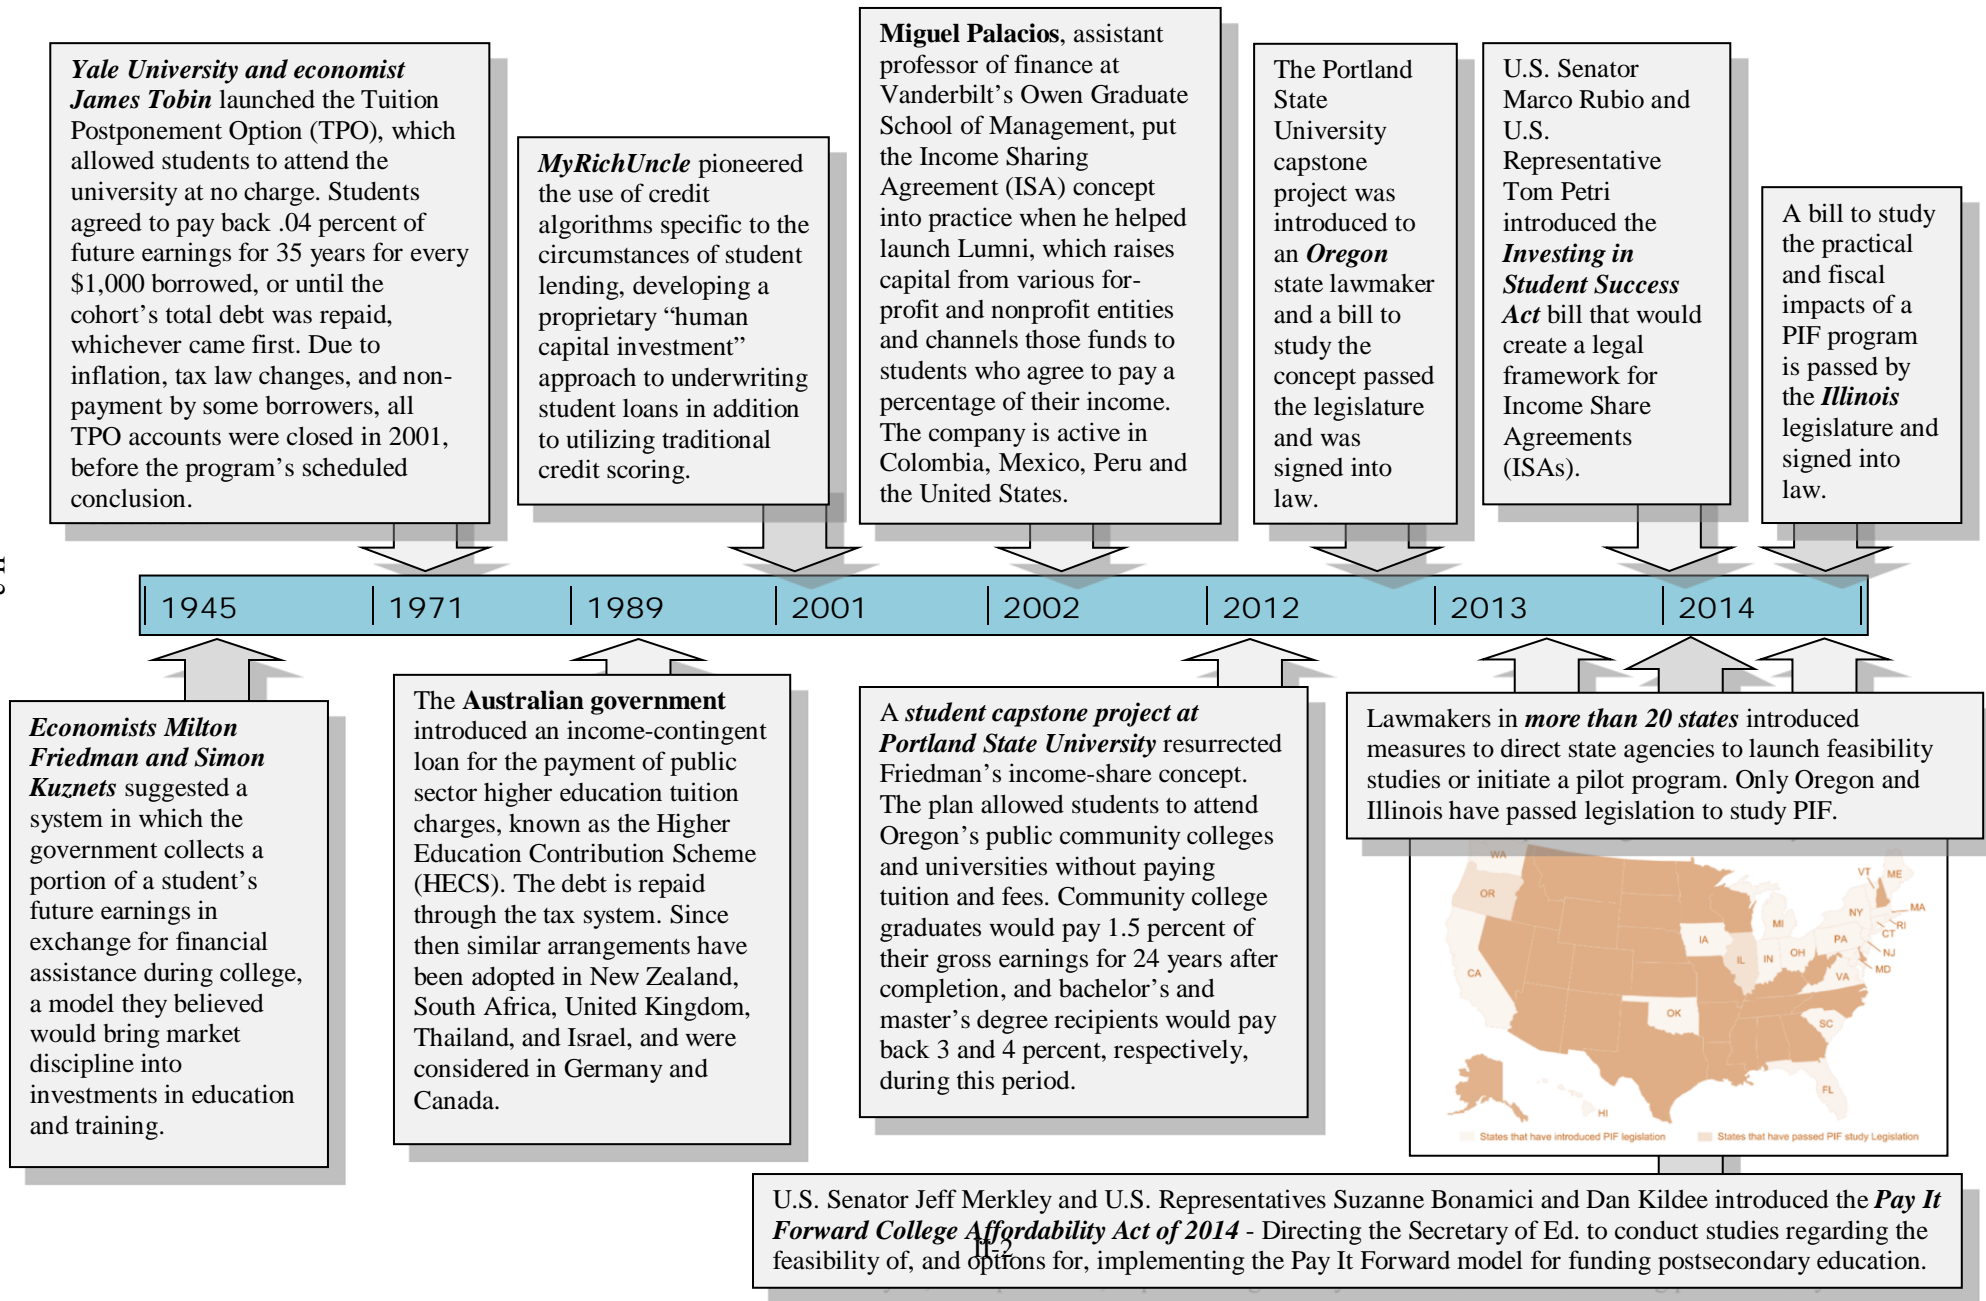 Yale University and economist
James Tobin launched the Tuition
Postponement Option (TPO), which
allowed students to attend the
university at no charge. Students
agreed to pay back .04 percent of
future earnings for 35 years for every
$1,000 borrowed, or until the
cohort’s total debt was repaid,
whichever came first. Due to
inflation, tax law changes, and non-
payment by some borrowers, all
TPO accounts were closed in 2001,
before the program’s scheduled
conclusion.
MyRichUncle pioneered
the use of credit
algorithms specific to the
circumstances of student
lending, developing a
proprietary “human
capital investment”
approach to underwriting
student loans in addition
to utilizing traditional
credit scoring.
Miguel Palacios, assistant
professor of finance at
Vanderbilt’s Owen Graduate
School of Management, put
the Income Sharing
Agreement (ISA) concept
into practice when he helped
launch Lumni, which raises
capital from various for-
profit and nonprofit entities
and channels those funds to
students who agree to pay a
percentage of their income.
The company is active in
Colombia, Mexico, Peru and
the United States.
The Portland
State
University
capstone
project was
introduced to
an Oregon
state lawmaker
and a bill to
study the
concept passed
the legislature
and was
signed into
law.
U.S. Senator
Marco Rubio and
U.S.
Representative
Tom Petri
introduced the
Investing in
Student Success
Act bill that would
create a legal
framework for
Income Share
Agreements
(ISAs).
A bill to study
the practical
and fiscal
impacts of a
PIF program
is passed by
the Illinois
legislature and
signed into
law.
1945 1971 1989 2001 2002 2012 2013 2014
Economists Milton
Friedman and Simon
Kuznets suggested a
system in which the
government collects a
portion of a student’s
future earnings in
exchange for financial
assistance during college,
a model they believed
would bring market
discipline into
investments in education
and training.
The Australian government
introduced an income-contingent
loan for the payment of public
sector higher education tuition
charges, known as the Higher
Education Contribution Scheme
(HECS). The debt is repaid
through the tax system. Since
then similar arrangements have
been adopted in New Zealand,
South Africa, United Kingdom,
Thailand, and Israel, and were
considered in Germany and
Canada.
A student capstone project at
Portland State University resurrected
Friedman’s income-share concept.
The plan allowed students to attend
Oregon’s public community colleges
and universities without paying
tuition and fees. Community college
graduates would pay 1.5 percent of
their gross earnings for 24 years after
completion, and bachelor’s and
master’s degree recipients would pay
back 3 and 4 percent, respectively,
during this period.
Lawmakers in more than 20 states introduced
measures to direct state agencies to launch feasibility
studies or initiate a pilot program. Only Oregon and
Illinois have passed legislation to study PIF.
WA
VT ME
OR
NY MA
MI RI
CT
IA PA
OH NJ
IL IN MD
CA VA
OK
SC
FL
HI
States that have introduced PIF legislation States that have passed PIF study Legislation
U.S. Senator Jeff Merkley and U.S. Representatives Suzanne Bonamici and Dan Kildee introduced the Pay It
Forward College Affordability Act of 2014 - Directing the Secretary of Ed. to conduct studies regarding the
feasibility of, and options for, implementing the Pay It Forward model for funding postsecondary education.
II-2